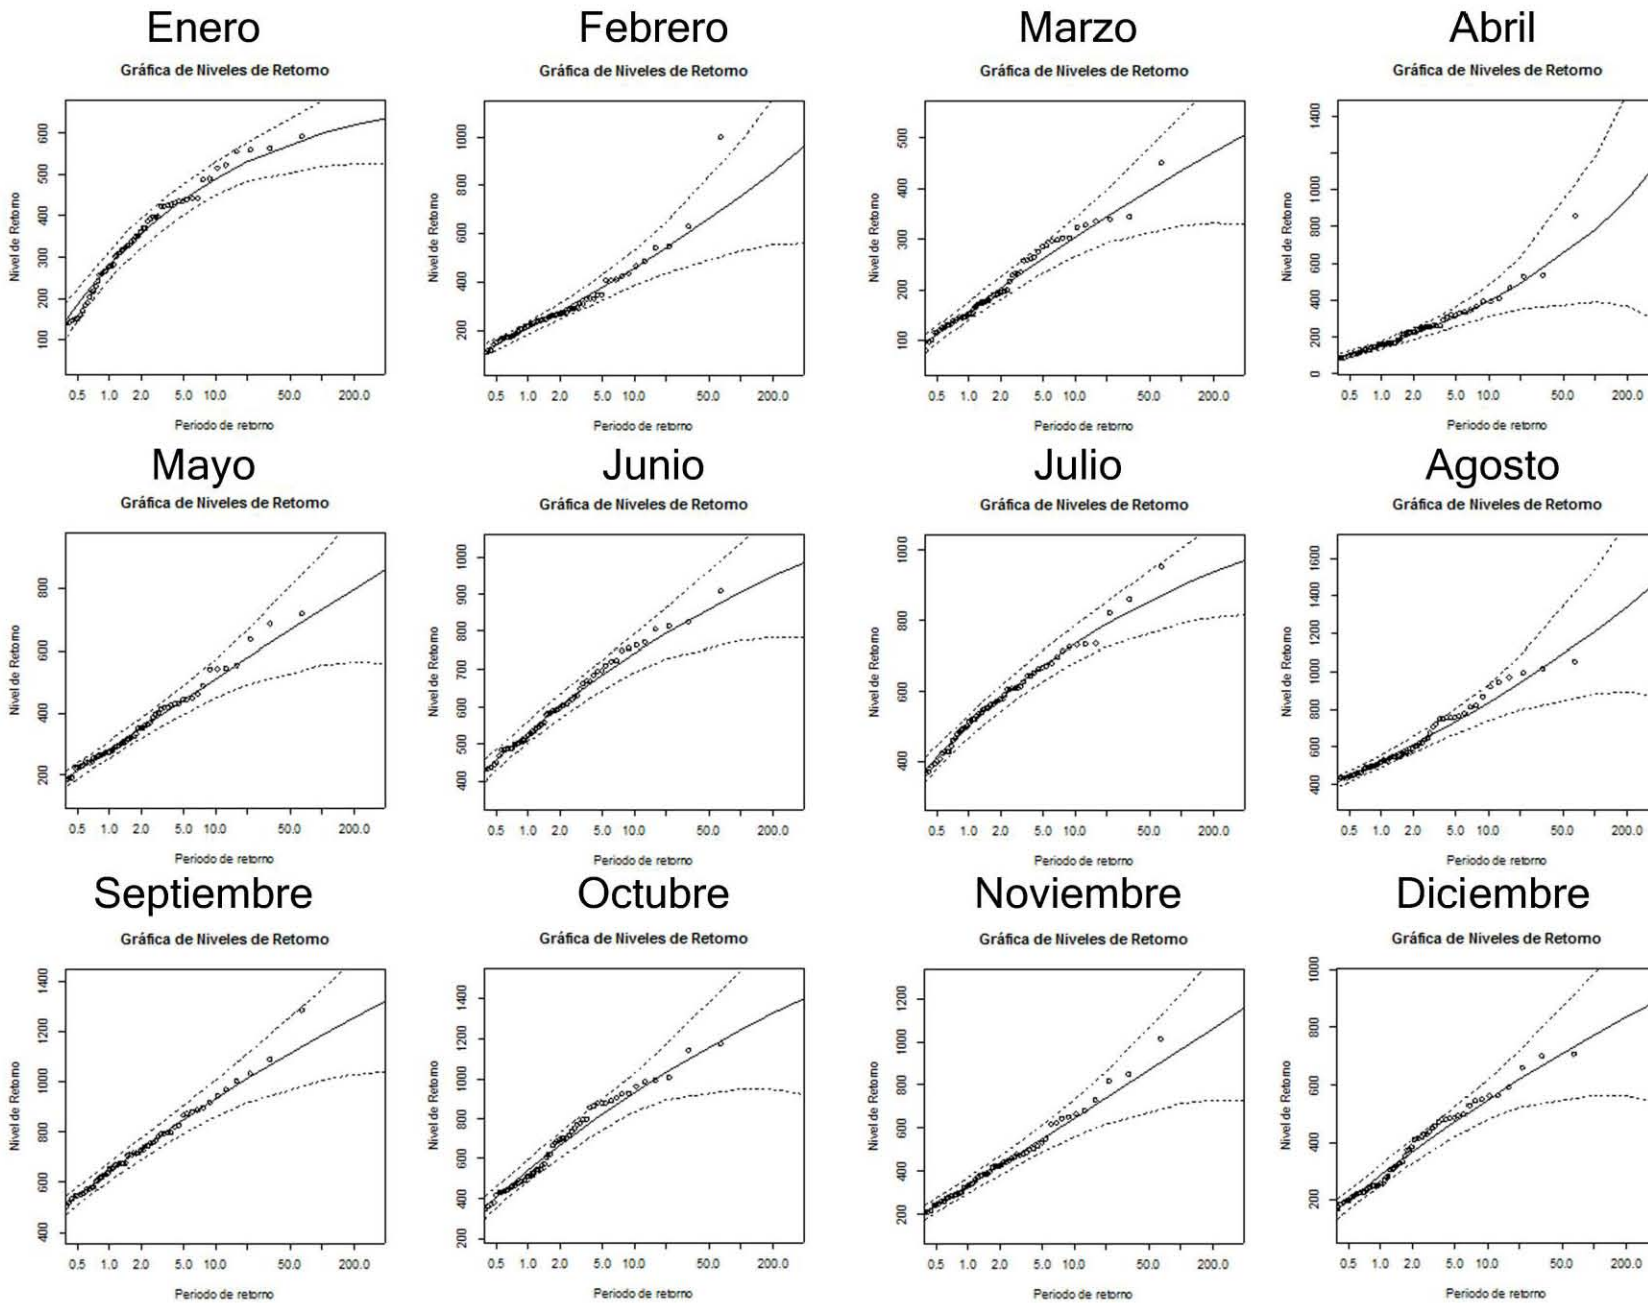 Enero Febrero Marzo Abril
Gráfica de Niveles de Retorno Gráfica de Niveles de Retorno Gráfica de Niveles de Retorno Gráfica de Niveles de Retorno
Nivel de Retorno
600
500
400
300
200
100
0.5 1.0 2.0 5.0 10.0 50.0 200.0
Periodo de retorno
Nivel de Retorno
1000
800
600
400
200
0.5 1.0 2.0 5.0 10.0 50.0 200.0
Periodo de retorno
Nivel de Retorno
500
400
300
200
100
0.5 1.0 2.0 5.0 10.0 50.0 200.0
Periodo de retorno
Nivel de Retorno
1400
1000
800
600
400
200
0
0.5 1.0 2.0 5.0 10.0 50.0 200.0
Periodo de retorno
Mayo Junio Julio Agosto
Gráfica de Niveles de Retorno Gráfica de Niveles de Retorno Gráfica de Niveles de Retorno Gráfica de Niveles de Retorno
Nivel de Retorno
800
600
400
200
0.5 1.0 2.0 5.0 10.0 50.0 200.0
Periodo de retorno
Nivel de Retorno
1000
900
800
700
600
500
400
0.5 1.0 2.0 5.0 10.0 50.0 200.0
Periodo de retorno
Nivel de Retorno
1000
800
600
400
0.5 1.0 2.0 5.0 10.0 50.0 200.0
Periodo de retorno
Nivel de Retorno
1600
1400
1200
1000
800
600
400
0.5 1.0 2.0 5.0 10.0 50.0 200.0
Periodo de retorno
Septiembre Octubre Noviembre Diciembre
Gráfica de Niveles de Retorno Gráfica de Niveles de Retorno Gráfica de Niveles de Retorno Gráfica de Niveles de Retorno
Nivel de Retorno
1400
1200
1000
800
600
400
0.5 1.0 2.0 5.0 10.0 50.0 200.0
Periodo de retorno
Nivel de Retorno
1400
1200
1000
800
600
400
200
0.5 1.0 2.0 5.0 10.0 50.0 200.0
Periodo de retorno
Nivel de Retorno
1200
1000
800
600
400
200
0.5 1.0 2.0 5.0 10.0 50.0 200.0
Periodo de retorno
Nivel de Retorno
1000
800
600
400
200
0.5 1.0 2.0 5.0 10.0 50.0 200.0
Periodo de retorno